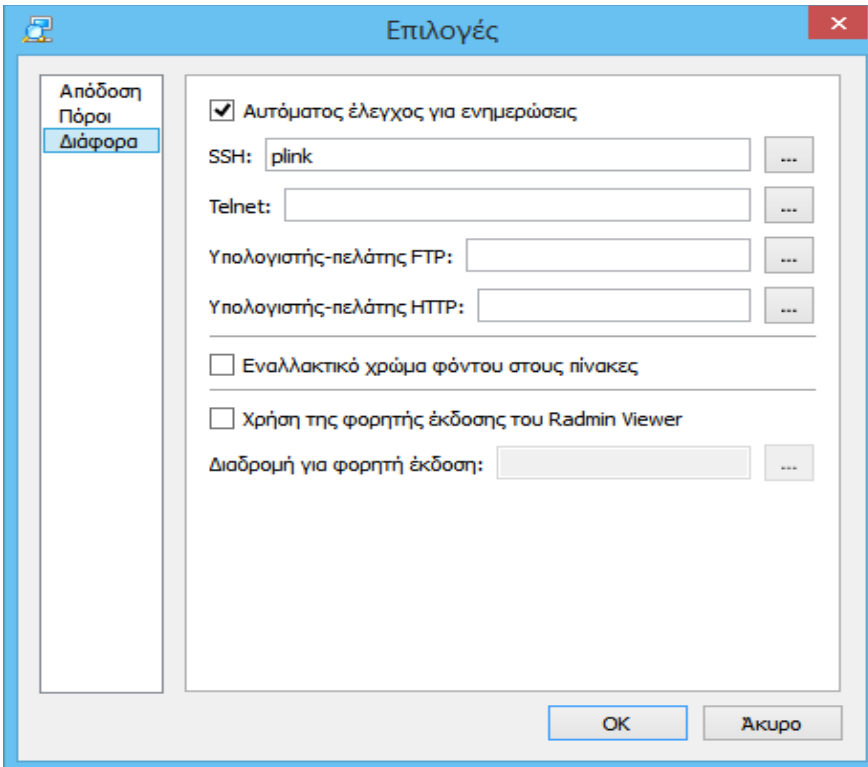 Επιλογές
Απόδοση
Πόροι
Διάφορα
Αυτόματος έλεγχος για ενημερώσεις
SSH: plink ...
Telnet: ...
Υπολογιστής-πελάτης FTP: ...
Υπολογιστής-πελάτης HTTP: ...
Εναλλακτικό χρώμα φόντου στους πίνακες
Χρήση της φορητής έκδοσης του Radmin Viewer
Διαδρομή για φορητή έκδοση: ...
OK Άκυρο